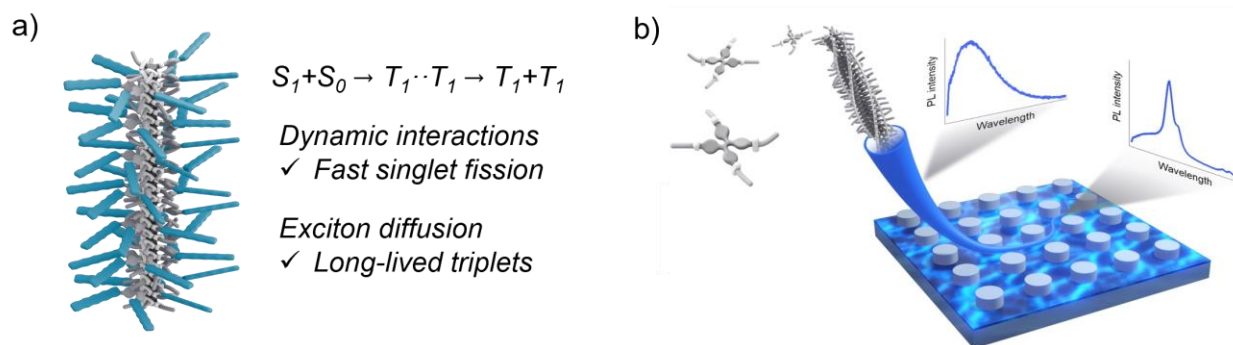 a)
S₁+S₀ → T₁··T₁ → T₁+T₁
Dynamic interactions
✓ Fast singlet fission
Exciton diffusion
✓ Long-lived triplets
b)
PL intensity
Wavelength
PL intensity
Wavelength